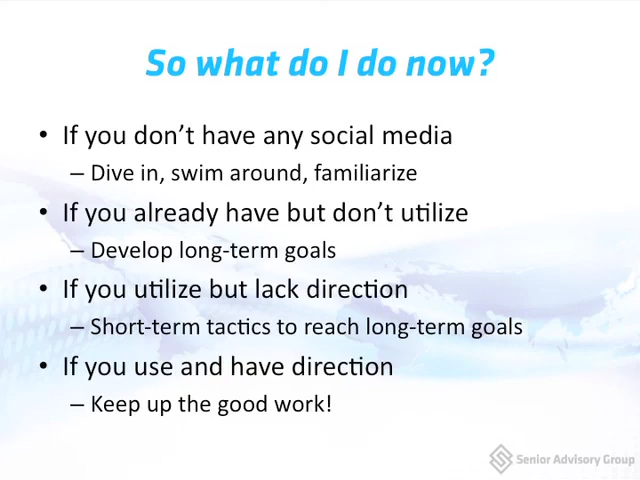 So what do I do now?
• If you don't have any social media
– Dive in, swim around, familiarize
• If you already have but don't utilize
– Develop long-term goals
• If you utilize but lack direction
– Short-term tactics to reach long-term goals
• If you use and have direction
– Keep up the good work!
Senior Advisory Group